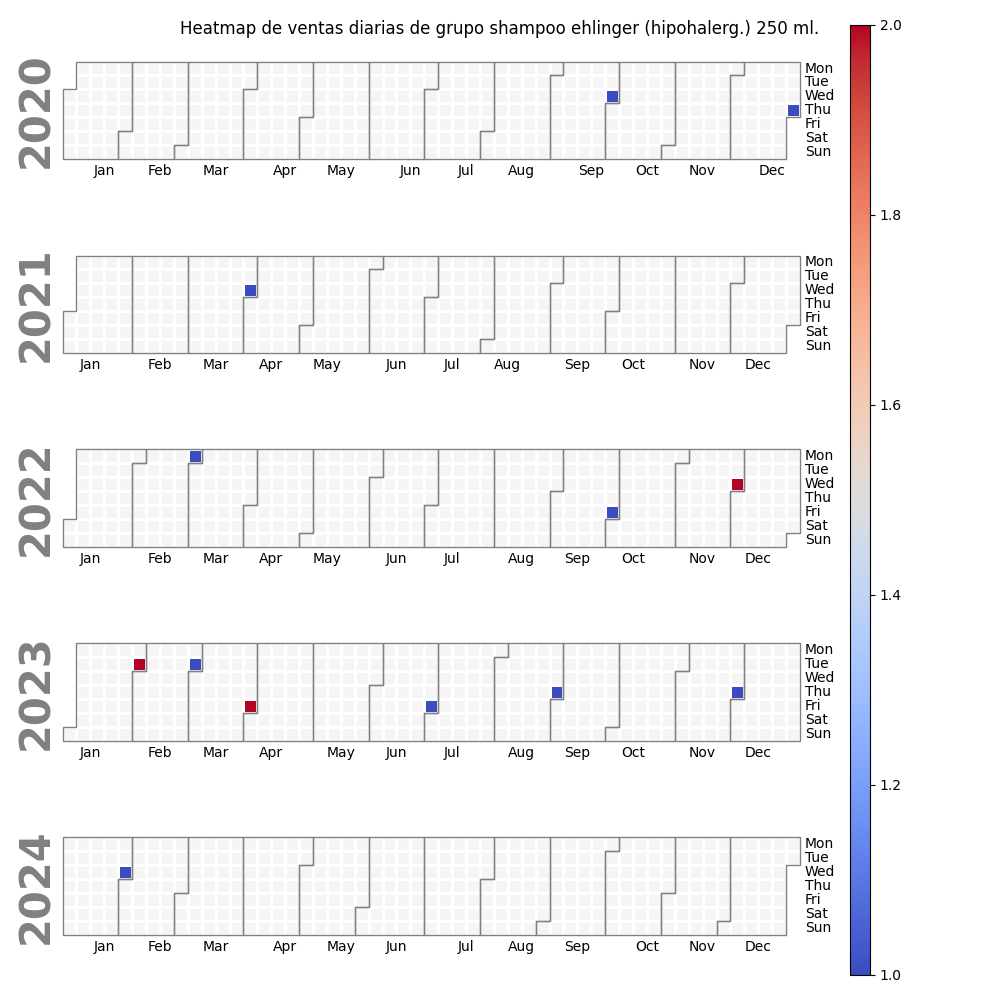 Heatmap de ventas diarias de grupo shampoo ehlinger (hipohalerg.) 250 ml.
2020
Mon
Tue
Wed
Thu
Fri
Sat
Sun
Jan Feb Mar Apr May Jun Jul Aug Sep Oct Nov Dec
2021
Mon
Tue
Wed
Thu
Fri
Sat
Sun
Jan Feb Mar Apr May Jun Jul Aug Sep Oct Nov Dec
2022
Mon
Tue
Wed
Thu
Fri
Sat
Sun
Jan Feb Mar Apr May Jun Jul Aug Sep Oct Nov Dec
2023
Mon
Tue
Wed
Thu
Fri
Sat
Sun
Jan Feb Mar Apr May Jun Jul Aug Sep Oct Nov Dec
2024
Mon
Tue
Wed
Thu
Fri
Sat
Sun
Jan Feb Mar Apr May Jun Jul Aug Sep Oct Nov Dec
2.0
1.8
1.6
1.4
1.2
1.0